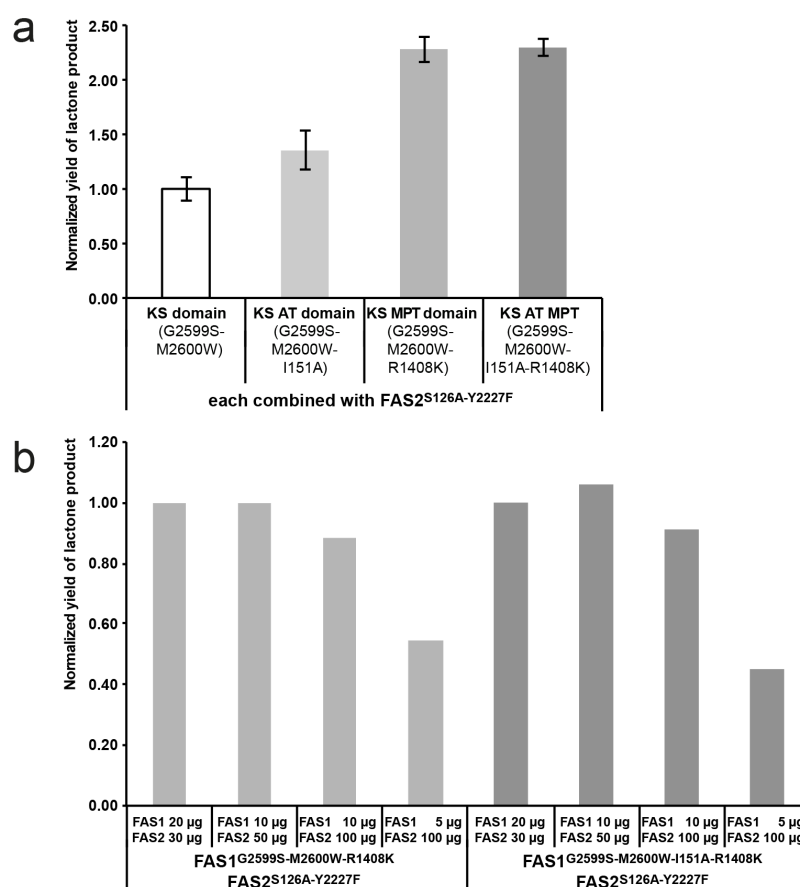 a
Normalized yield of lactone product
2.50
2.00
1.50
1.00
0.50
0.00
KS domain
(G2599S-
M2600W)
KS AT domain
(G2599S-
M2600W-
I151A)
KS MPT domain
(G2599S-
M2600W-
R1408K)
KS AT MPT
(G2599S-
M2600W-
I151A-R1408K)
each combined with FAS2S126A-Y2227F
b
Normalized yield of lactone product
1.20
1.00
0.80
0.60
0.40
0.20
0.00
FAS1 20 µg
FAS2 30 µg
FAS1 10 µg
FAS2 50 µg
FAS1 10 µg
FAS2 100 µg
FAS1 5 µg
FAS2 100 µg
FAS1 20 µg
FAS2 30 µg
FAS1 10 µg
FAS2 50 µg
FAS1 10 µg
FAS2 100 µg
FAS1 5 µg
FAS2 100 µg
FAS1G2599S-M2600W-R1408K
FAS2S126A-Y2227F
FAS1G2599S-M2600W-I151A-R1408K
FAS2S126A-Y2227F